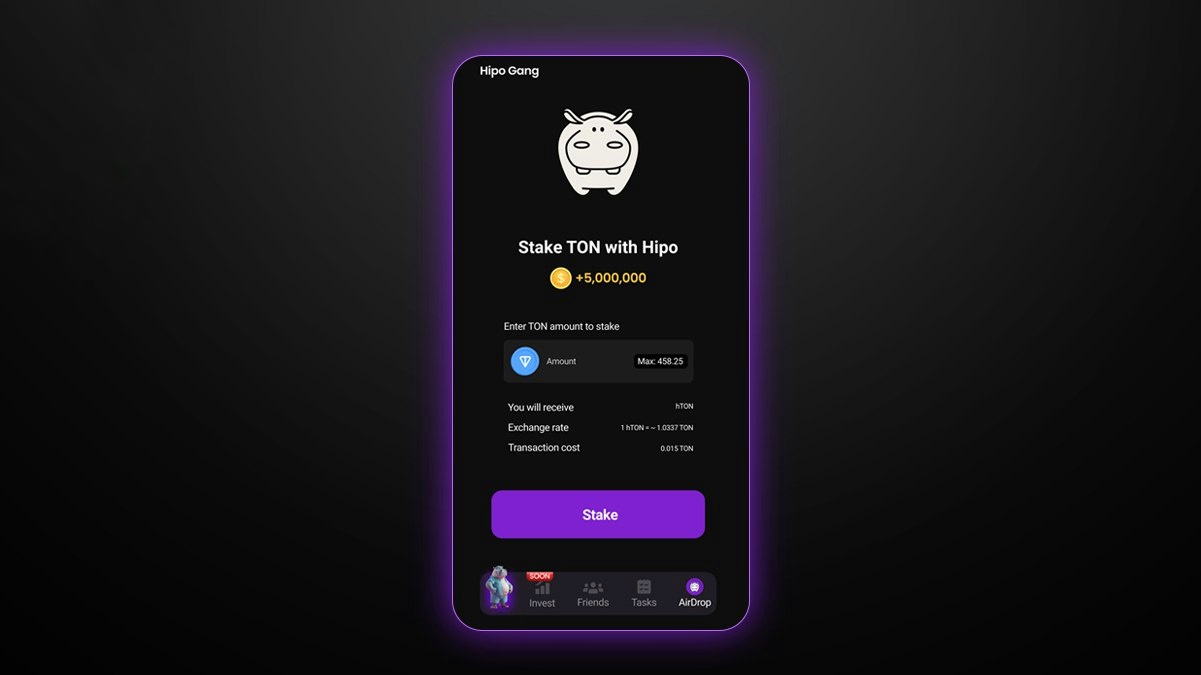 Hipo Gang
Stake TON with Hipo
$ +5,000,000
Enter TON amount to stake
Amount Max: 458.25
You will receive hTON
Exchange rate 1 hTON = ~ 1.0337 TON
Transaction cost 0.015 TON
Stake
SOON
Invest Friends Tasks AirDrop